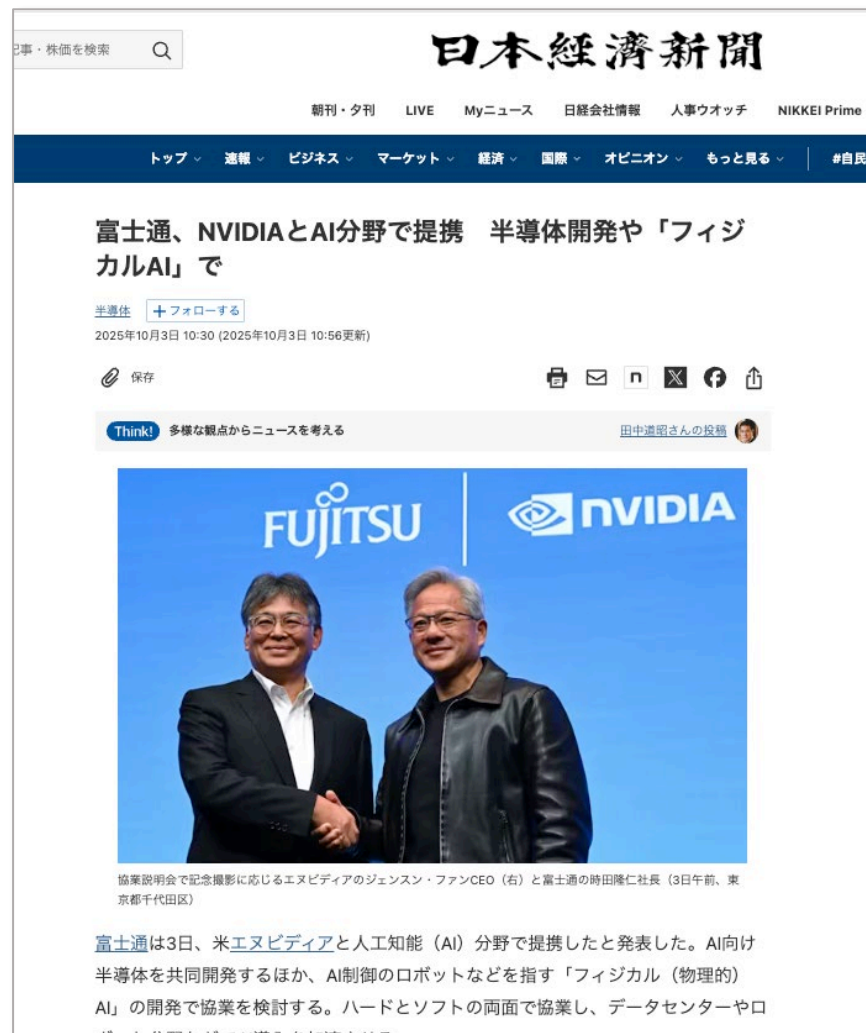 記事・株価を検索
日本経済新聞
朝刊・夕刊 LIVE Myニュース 日経会社情報 人事ウオッチ NIKKEI Prime
トップ 速報 ビジネス マーケット 経済 国際 オピニオン もっと見る #自民
富士通、NVIDIAとAI分野で提携 半導体開発や「フィジ
カルAI」で
半導体 +フォローする
2025年10月3日 10:30 (2025年10月3日 10:56更新)
保存
Think! 多様な観点からニュースを考える 田中道昭さんの投稿
FUJITSU NVIDIA
協業説明会で記念撮影に応じるエヌビディアのジェンスン・ファンCEO（右）と富士通の時田隆仁社長（3日午前、東
京都千代田区）
富士通は3日、米エヌビディアと人工知能（AI）分野で提携したと発表した。AI向け
半導体を共同開発するほか、AI制御のロボットなどを指す「フィジカル（物理的）
AI」の開発で協業を検討する。ハードとソフトの両面で協業し、データセンターやロ